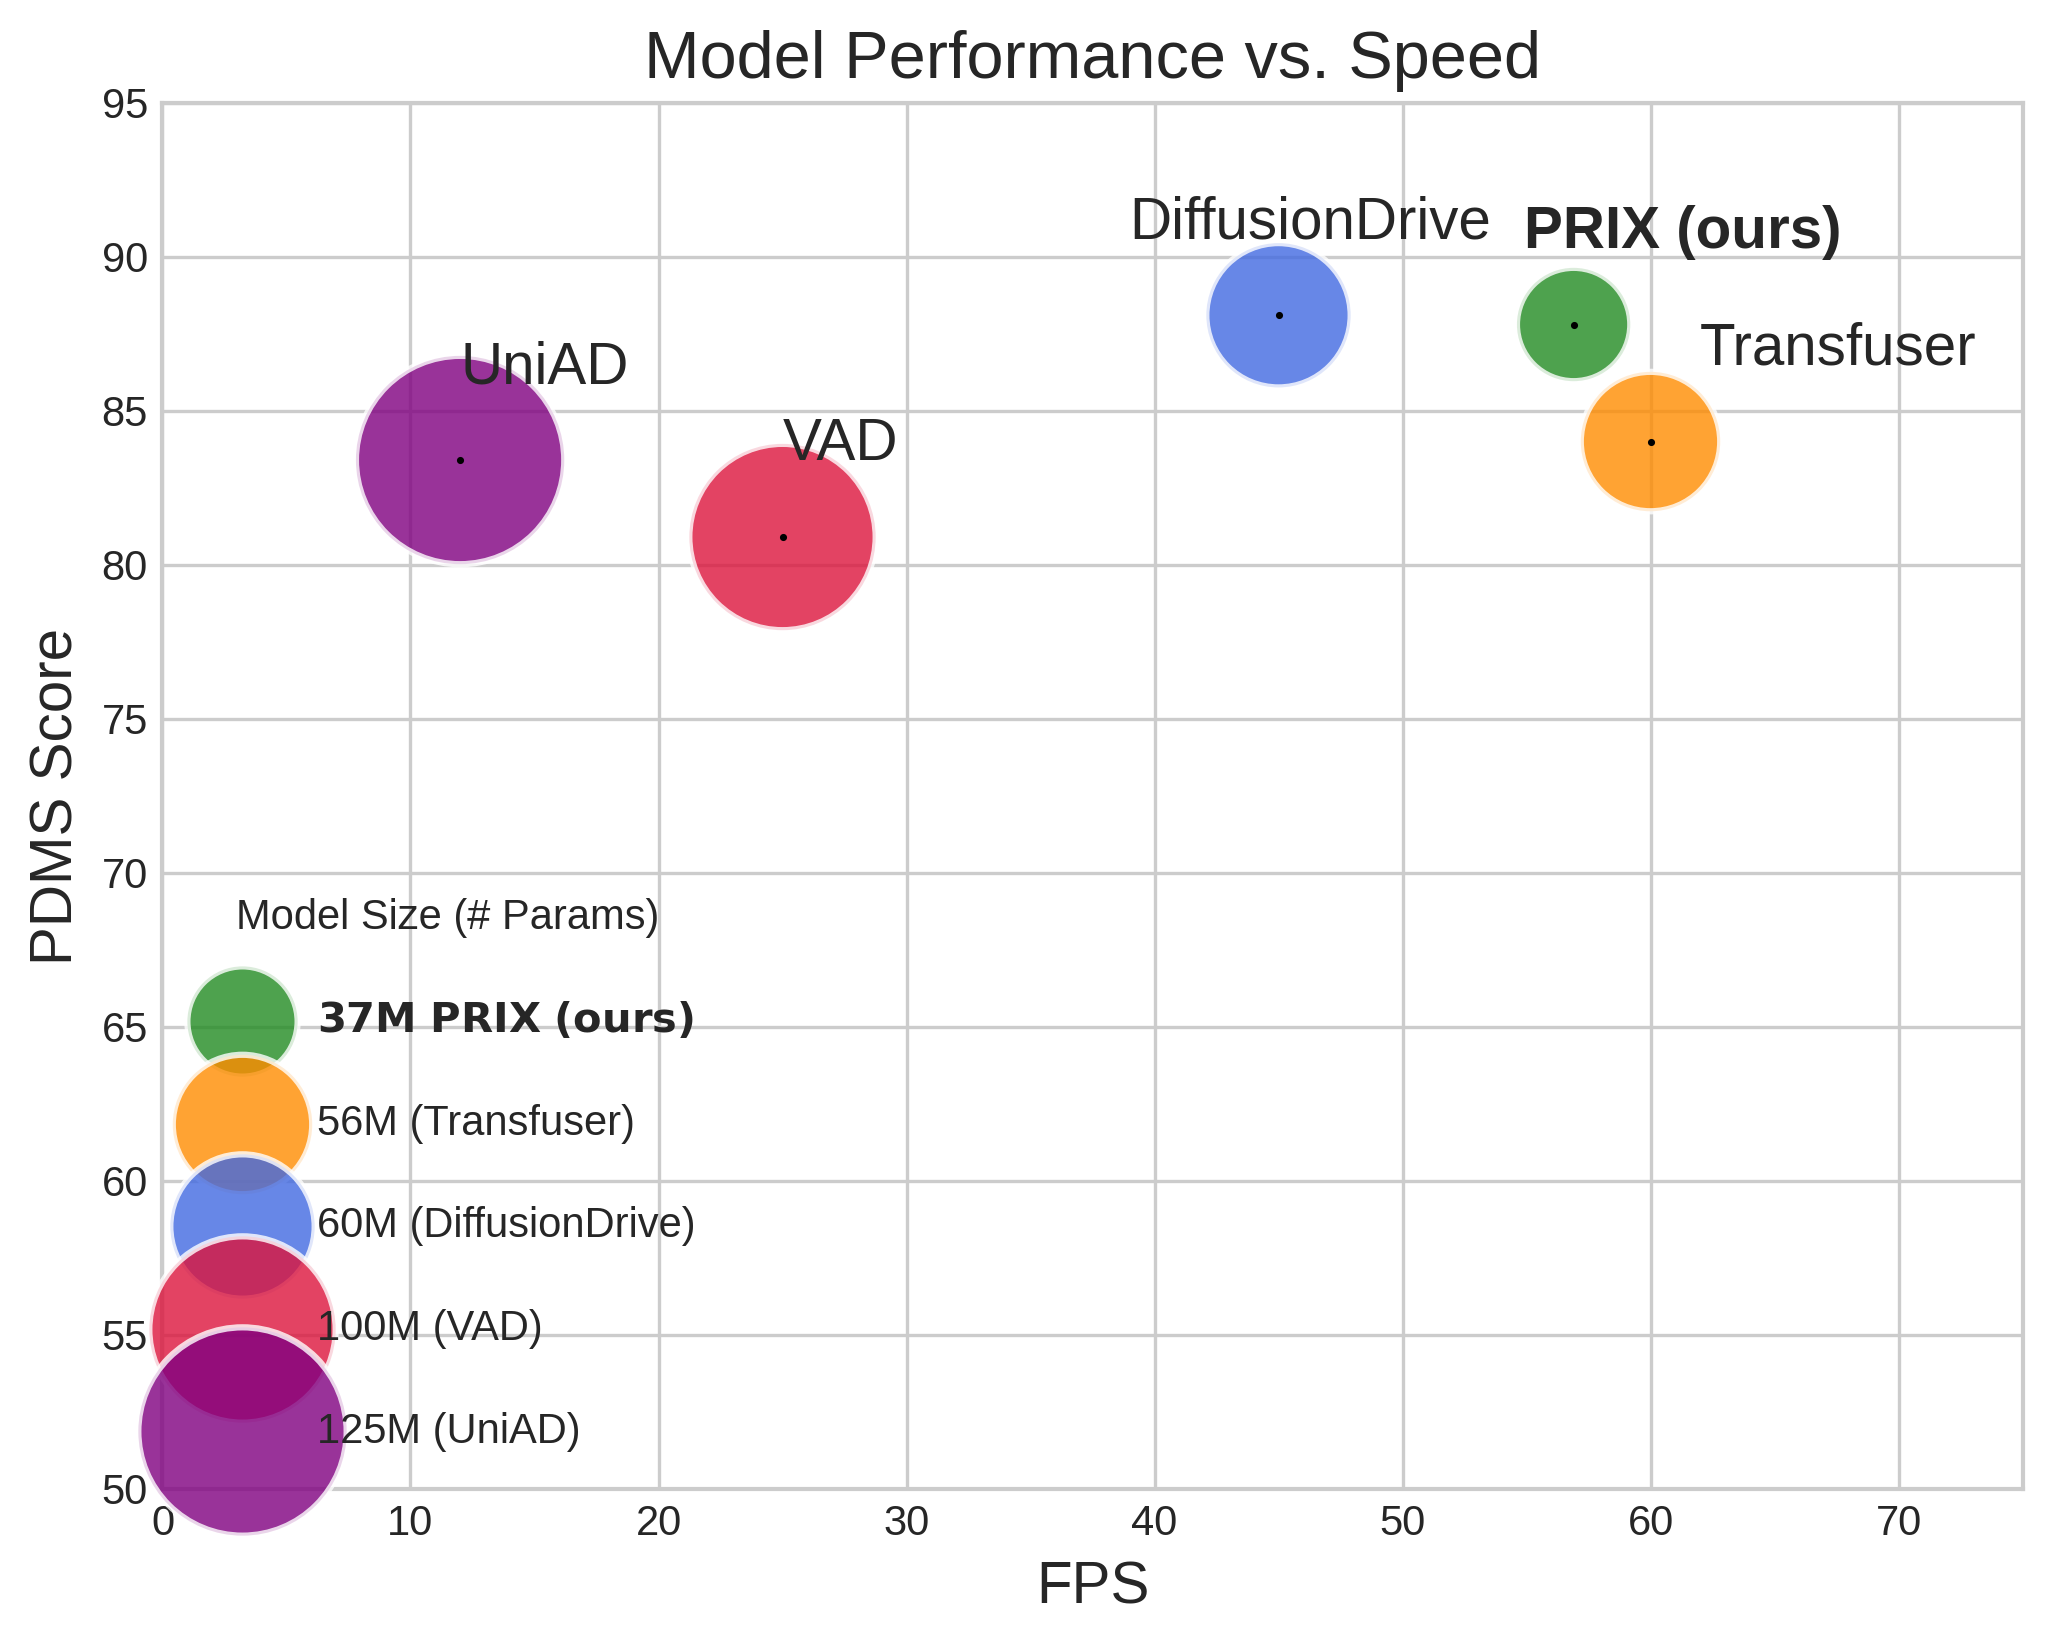 Model Performance vs. Speed
95
90
85
80
75
70
65
60
55
50
PDMS Score
DiffusionDrive
PRIX (ours)
Transfuser
UniAD
VAD
Model Size (# Params)
37M PRIX (ours)
56M (Transfuser)
60M (DiffusionDrive)
100M (VAD)
125M (UniAD)
0 10 20 30 40 50 60 70
FPS